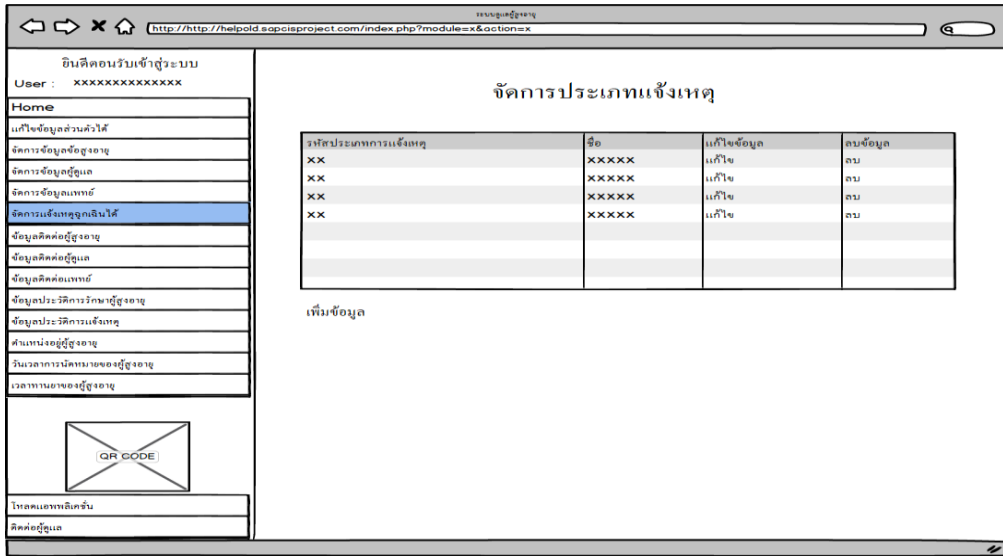 ระบบดูแลผู้สูงอายุ
http://http://helpold.sapcisproject.com/index.php?module=x&action=x
ยินดีตอนรับเข้าสู่ระบบ
User : xxxxxxxxxxxxxx
Home
แก้ไขข้อมูลส่วนตัวได้
จัดการข้อมูลข้อสูงอายุ
จัดการข้อมูลผู้ดูแล
จัดการข้อมูลแพทย์
จัดการแจ้งเหตุฉุกเฉินได้
ข้อมูลติดต่อผู้สูงอายุ
ข้อมูลติดต่อผู้ดูแล
ข้อมูลติดต่อแพทย์
ข้อมูลประวัติการรักษาผู้สูงอายุ
ข้อมูลประวัติการแจ้งเหตุ
ตำแหน่งอยู่ผู้สูงอายุ
วันเวลาการนัดหมายของผู้สูงอายุ
เวลาทานยาของผู้สูงอายุ
QR CODE
โหลดแอพพลิเคชั่น
ติดต่อผู้ดูแล
จัดการประเภทแจ้งเหตุ
รหัสประเภทการแจ้งเหตุ ชื่อ แก้ไขข้อมูล ลบข้อมูล
xx xxxxx แก้ไข ลบ
xx xxxxx แก้ไข ลบ
xx xxxxx แก้ไข ลบ
xx xxxxx แก้ไข ลบ
เพิ่มข้อมูล